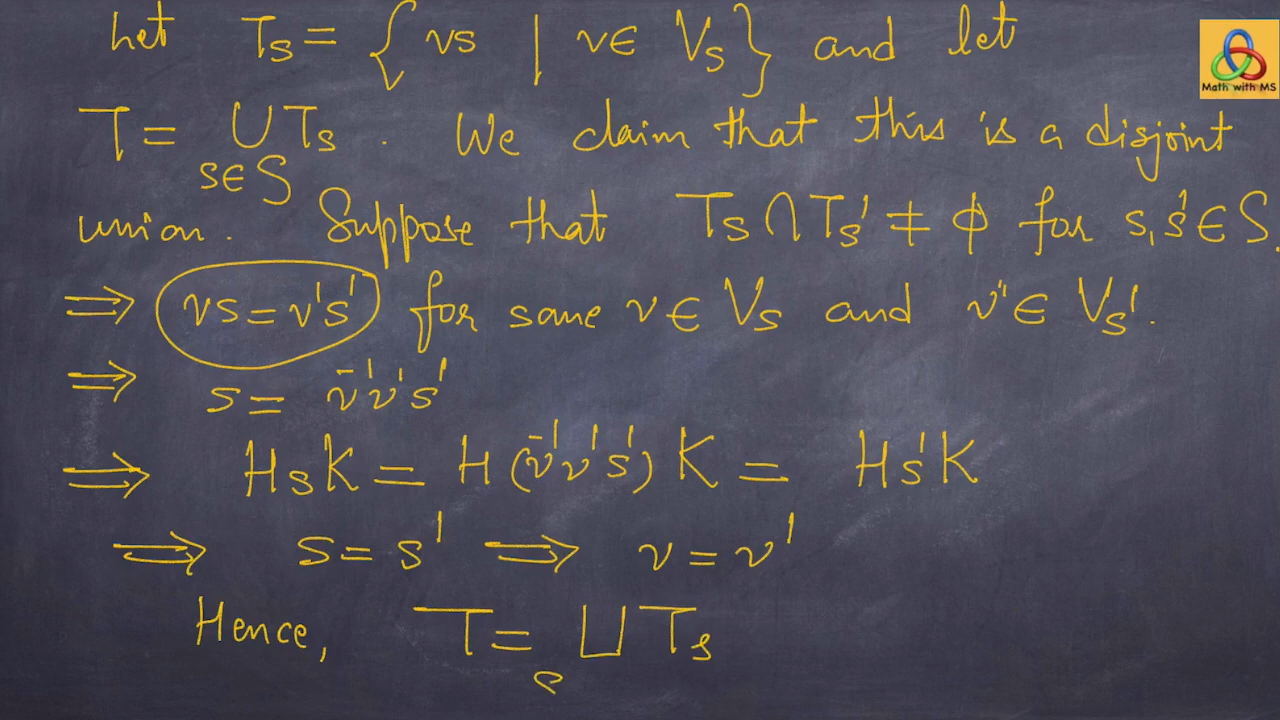 Let Ts = { vs | v ∈ Vs } and let
Math with MS
T = ∪ Ts . We claim that this is a disjoint
s∈S
union. Suppose that Ts ∩ Ts' ≠ ϕ for s, s' ∈ S.
⇒ vs = v's' for some v ∈ Vs and v' ∈ Vs'.
⇒ s = v⁻¹v's'
⇒ HsK = H(v⁻¹v's')K = Hs'K
⇒ s = s' ⇒ v = v'
Hence, T = ⊔ Ts